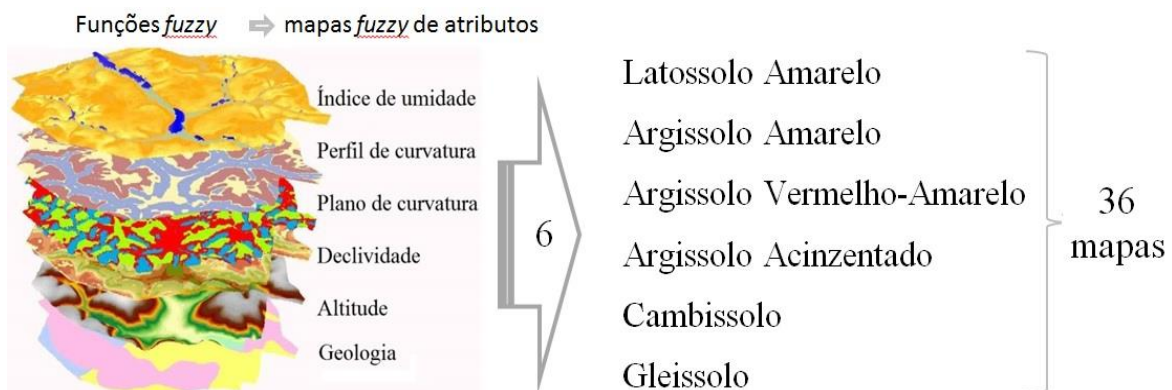 Funções fuzzy ⇨ mapas fuzzy de atributos
Índice de umidade
Perfil de curvatura
Plano de curvatura
Declividade
Altitude
Geologia
6
Latossolo Amarelo
Argissolo Amarelo
Argissolo Vermelho-Amarelo
Argissolo Acinzentado
Cambissolo
Gleissolo
36
mapas